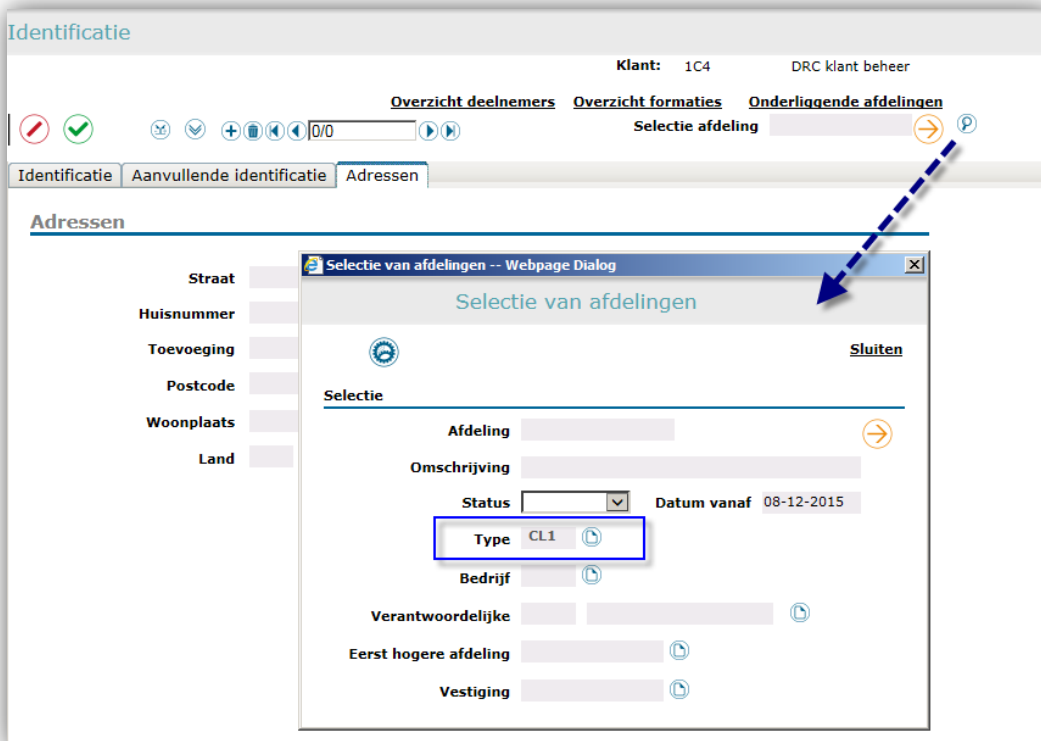 Identificatie
Klant: 1C4 DRC klant beheer
Overzicht deelnemers Overzicht formaties Onderliggende afdelingen
0/0 Selectie afdeling
Identificatie Aanvullende identificatie Adressen
Adressen
Straat
Huisnummer
Toevoeging
Postcode
Woonplaats
Land
Selectie van afdelingen -- Webpage Dialog
Selectie van afdelingen
Sluiten
Selectie
Afdeling
Omschrijving
Status Datum vanaf 08-12-2015
Type CL1
Bedrijf
Verantwoordelijke
Eerst hogere afdeling
Vestiging